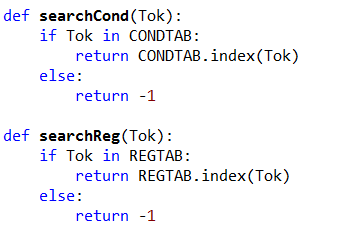 def searchCond(Tok):
    if Tok in CONDTAB:
        return CONDTAB.index(Tok)
    else:
        return -1

def searchReg(Tok):
    if Tok in REGTAB:
        return REGTAB.index(Tok)
    else:
        return -1